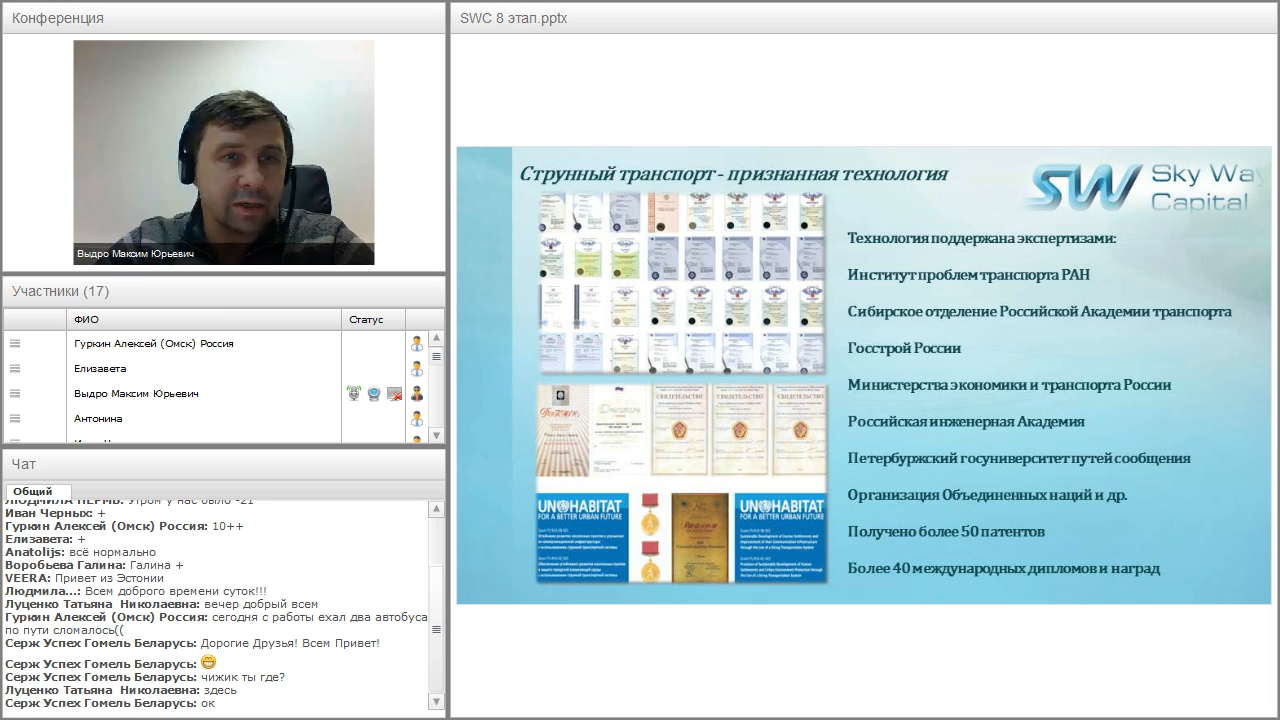 Конференция
Выдро Максим Юрьевич
Участники (17)
ФИО
Статус
Гуркин Алексей (Омск) Россия
Елизавета
Выдро Максим Юрьевич
Ангелина
Чат
Общий
ЛЮДМИЛА ПЕРМЬ: Утром у нас было -21
Иван Черных: +
Гуркин Алексей (Омск) Россия: 10++
Anatolijs: всё нормально
Галина: Галина +
VEERA: Привет из Эстонии
Людмила...: Всем доброго времени суток!!!
Луценко Татьяна Николаевна: вечер добрый всем
Гуркин Алексей (Омск) Россия: сегодня с работы ехал два автобуса
по пути сломалось((
Серж Успех Гомель Беларусь: Дорогие Друзья! Всем Привет!
Серж Успех Гомель Беларусь:
Серж Успех Гомель Беларусь: чижик ты где?
Луценко Татьяна Николаевна: здесь
Серж Успех Гомель Беларусь: ок
SWC 8 этап.pptx
Струнный транспорт - признанная технология
SW Sky Way
Capital
СВИДЕТЕЛЬСТВО
СВИДЕТЕЛЬСТВО
СВИДЕТЕЛЬСТВО
UN HABITAT
FOR A BETTER URBAN FUTURE
UN HABITAT
FOR A BETTER URBAN FUTURE
Технология поддержана экспертизами:
Институт проблем транспорта РАН
Сибирское отделение Российской Академии транспорта
Госстрой России
Министерства экономики и транспорта России
Российская инженерная Академия
Петербуржский госуниверситет путей сообщения
Организация Объединенных наций и др.
Получено более 50 патентов
Более 40 международных дипломов и наград